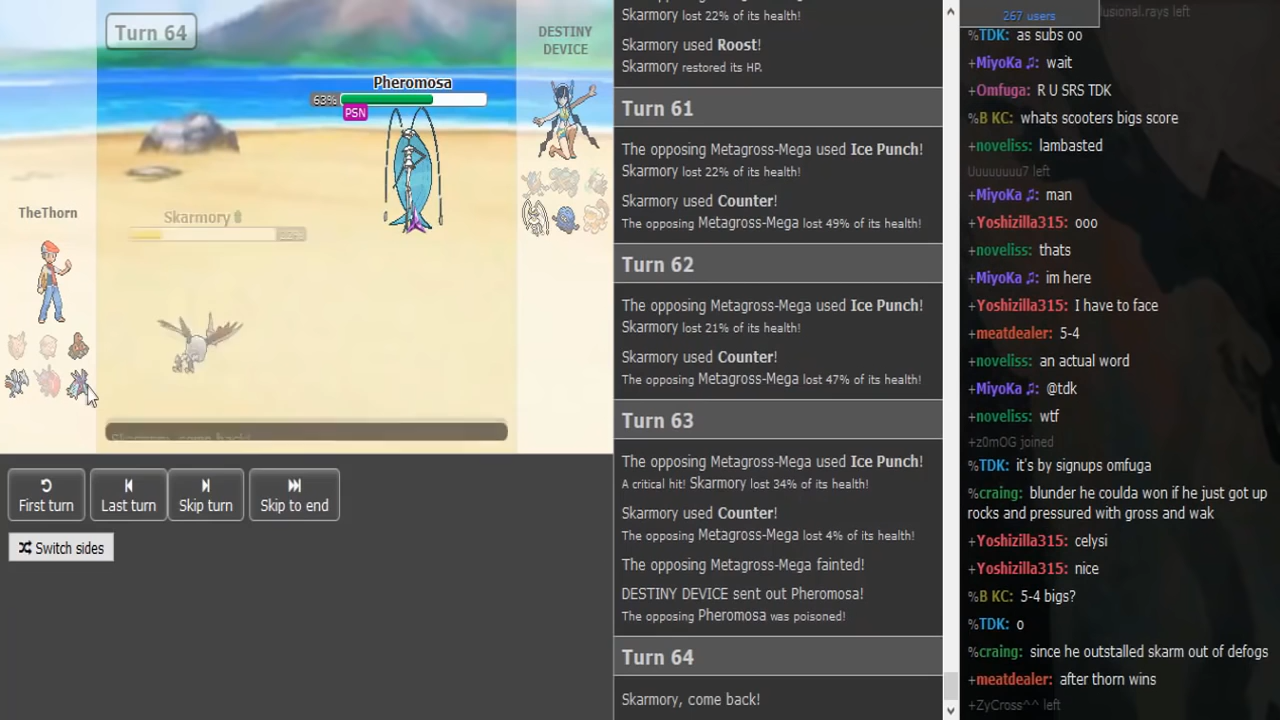 Turn 64
Pheromosa
63%
PSN
DESTINY
DEVICE
TheThorn
Skarmory
Skarmory, come back!
First turn
Last turn
Skip turn
Skip to end
Switch sides
Skarmory lost 22% of its health!
Skarmory used Roost!
Skarmory restored its HP.
Turn 61
The opposing Metagross-Mega used Ice Punch!
Skarmory lost 22% of its health!
Skarmory used Counter!
The opposing Metagross-Mega lost 49% of its health!
Turn 62
The opposing Metagross-Mega used Ice Punch!
Skarmory lost 21% of its health!
Skarmory used Counter!
The opposing Metagross-Mega lost 47% of its health!
Turn 63
The opposing Metagross-Mega used Ice Punch!
A critical hit! Skarmory lost 34% of its health!
Skarmory used Counter!
The opposing Metagross-Mega lost 4% of its health!
The opposing Metagross-Mega fainted!
DESTINY DEVICE sent out Pheromosa!
The opposing Pheromosa was poisoned!
Turn 64
Skarmory, come back!
267 users
lusional.rays left
%TDK: as subs oo
+MiyoKa ♫: wait
+Omfuga: R U SRS TDK
%B KC: whats scooters bigs score
+noveliss: lambasted
Uuuuuuuu7 left
+MiyoKa ♫: man
+Yoshizilla315: ooo
+noveliss: thats
+MiyoKa ♫: im here
+Yoshizilla315: I have to face
+meatdealer: 5-4
+noveliss: an actual word
+MiyoKa ♫: @tdk
+noveliss: wtf
+z0mOG joined
%TDK: it's by signups omfuga
%craing: blunder he coulda won if he just got up
rocks and pressured with gross and wak
+Yoshizilla315: celysi
+Yoshizilla315: nice
%B KC: 5-4 bigs?
%TDK: o
%craing: since he outstalled skarm out of defogs
+meatdealer: after thorn wins
+ZyCross^^ left